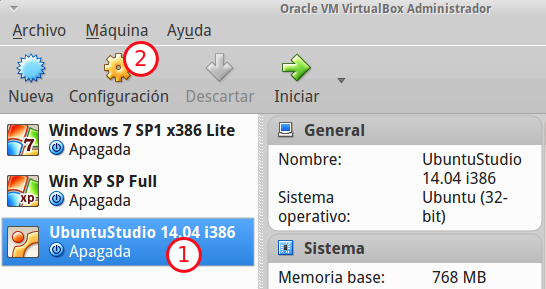 Oracle VM VirtualBox Administrador
Archivo Máquina Ayuda
2
Nueva Configuración Descartar Iniciar
Windows 7 SP1 x386 Lite
7
Apagada
Win XP SP Full
xp
Apagada
UbuntuStudio 14.04 i386
Apagada
1
General
Nombre: UbuntuStudio
14.04 i386
Sistema Ubuntu (32-
operativo: bit)
Sistema
Memoria base: 768 MB